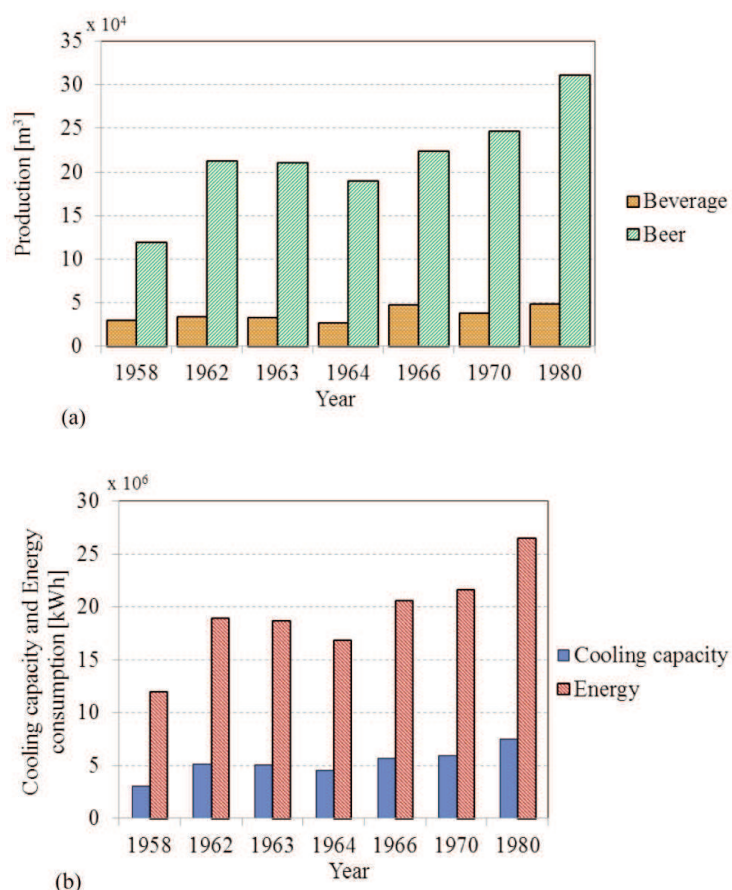 x 10⁴
35
30
25
20
15
10
5
0
Production [m³]
1958 1962 1963 1964 1966 1970 1980
Year
Beverage
Beer
(a)
x 10⁶
30
25
20
15
10
5
0
Cooling capacity and Energy
consumption [kWh]
1958 1962 1963 1964 1966 1970 1980
Year
Cooling capacity
Energy
(b)